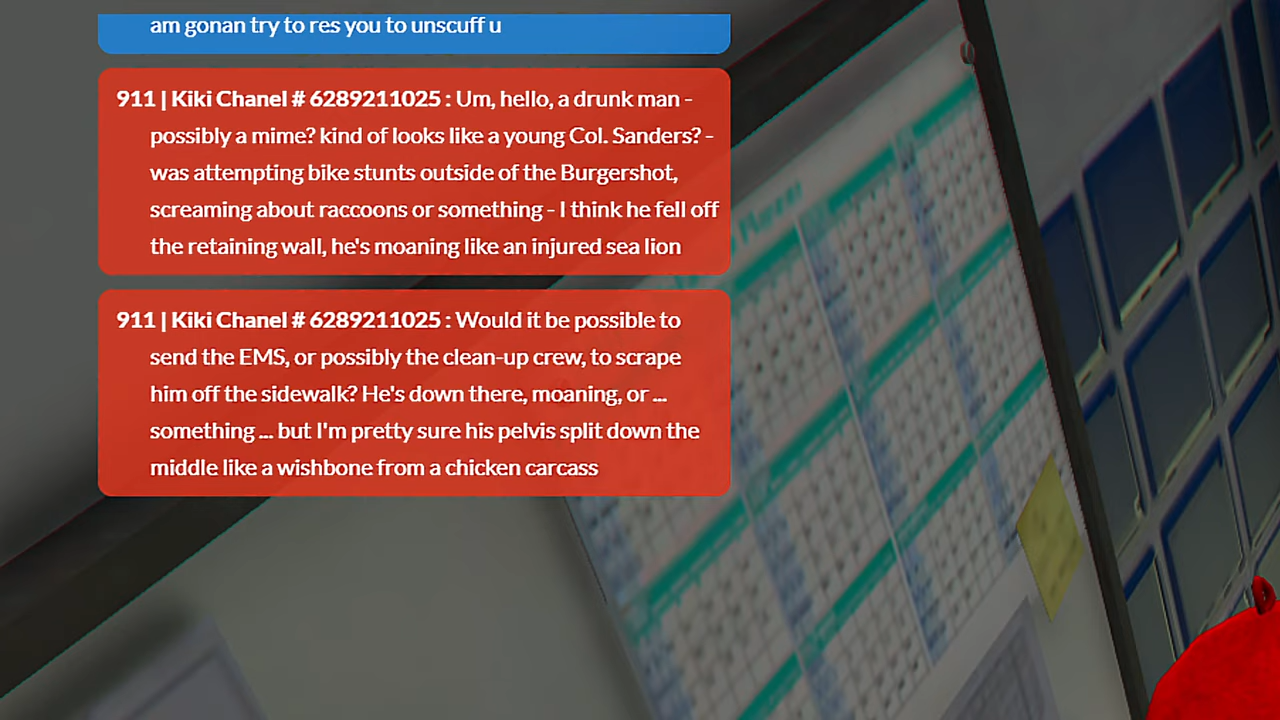 am gonan try to res you to unscuff u
911 | Kiki Chanel # 6289211025 : Um, hello, a drunk man -
possibly a mime? kind of looks like a young Col. Sanders? -
was attempting bike stunts outside of the Burgershot,
screaming about raccoons or something - I think he fell off
the retaining wall, he's moaning like an injured sea lion
911 | Kiki Chanel # 6289211025 : Would it be possible to
send the EMS, or possibly the clean-up crew, to scrape
him off the sidewalk? He's down there, moaning, or ...
something ... but I'm pretty sure his pelvis split down the
middle like a wishbone from a chicken carcass